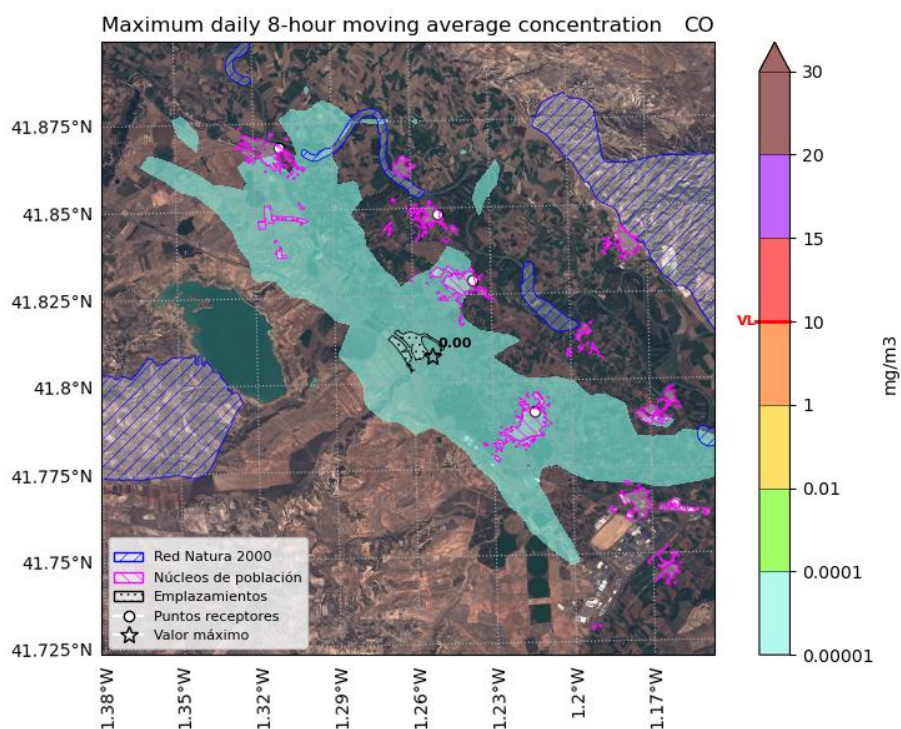 Maximum daily 8-hour moving average concentration CO
41.875°N
41.85°N
41.825°N
41.8°N
41.775°N
41.75°N
41.725°N
0.00
Red Natura 2000
Núcleos de población
Emplazamientos
Puntos receptores
Valor máximo
1.38°W
1.35°W
1.32°W
1.29°W
1.26°W
1.23°W
1.2°W
1.17°W
30
20
15
VL
10
1
0.01
0.0001
0.00001
mg/m3